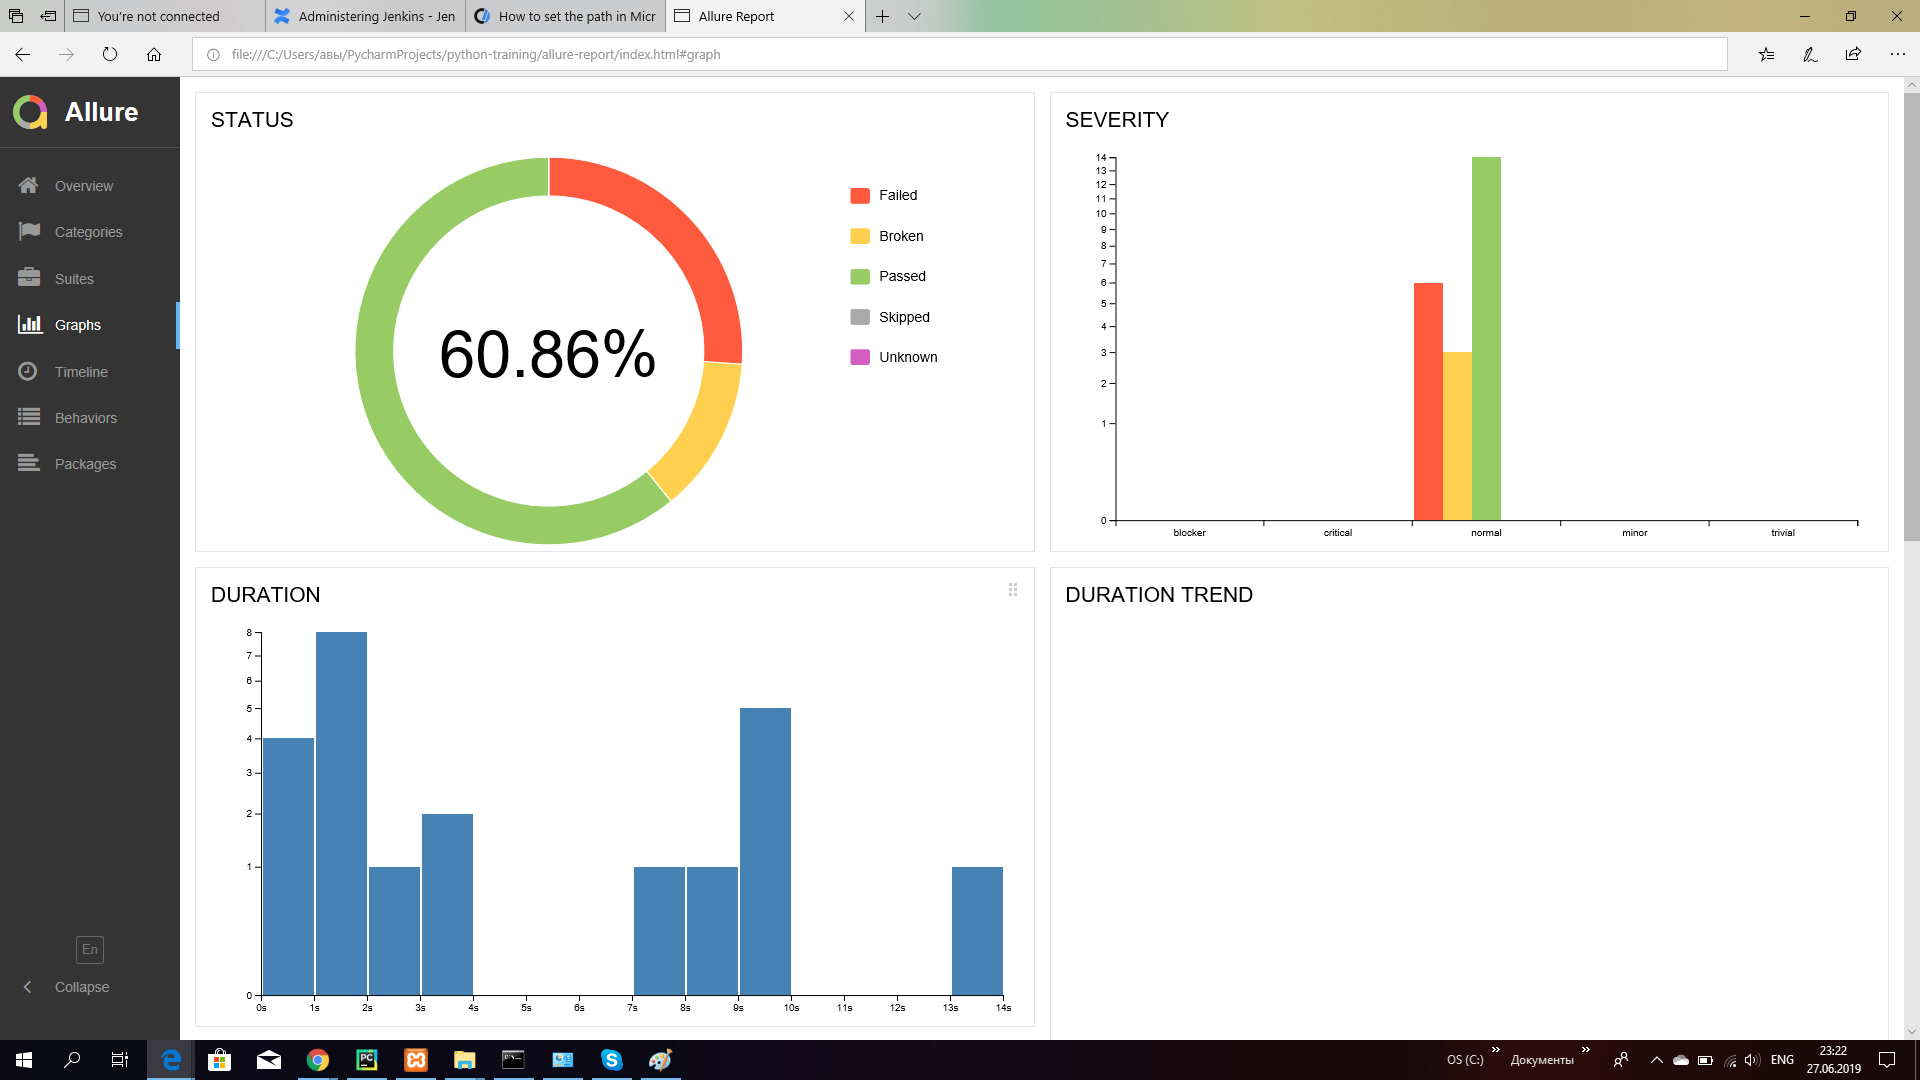 You're not connected
Administering Jenkins - Jen
How to set the path in Micr
Allure Report
file:///C:/Users/авы/PycharmProjects/python-training/allure-report/index.html#graph
Allure
Overview
Categories
Suites
Graphs
Timeline
Behaviors
Packages
En
Collapse
STATUS
60.86%
Failed
Broken
Passed
Skipped
Unknown
SEVERITY
14
13
12
11
10
9
8
7
6
5
4
3
2
1
0
blocker critical normal minor trivial
DURATION
8
7
6
5
4
3
2
1
0
0s 1s 2s 3s 4s 5s 6s 7s 8s 9s 10s 11s 12s 13s 14s
DURATION TREND
PC
OS (C:) » Документы » ENG
23:22
27.06.2019